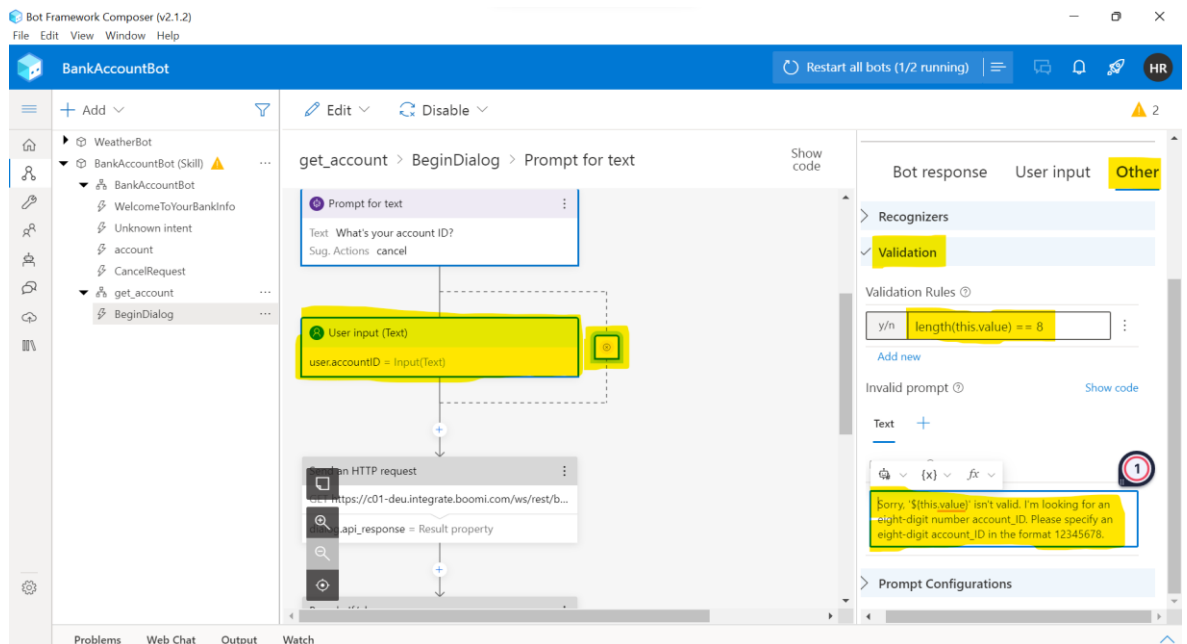 Bot Framework Composer (v2.1.2)
File Edit View Window Help
BankAccountBot
Restart all bots (1/2 running)
HR
Add
Edit
Disable
2
WeatherBot
BankAccountBot (Skill)
BankAccountBot
WelcomeToYourBankInfo
Unknown intent
account
CancelRequest
get_account
BeginDialog
get_account > BeginDialog > Prompt for text
Show
code
Prompt for text
Text What's your account ID?
Sug. Actions cancel
User input (Text)
user.accountID = Input(Text)
Send an HTTP request
GET https://c01-deu.integrate.boomi.com/ws/rest/b...
.api_response = Result property
Bot response User input Other
Recognizers
Validation
Validation Rules
y/n length(this.value) == 8
Add new
Invalid prompt Show code
Text
{x} fx
1
Sorry, '${this.value}' isn't valid. I'm looking for an
eight-digit number account_ID. Please specify an
eight-digit account_ID in the format 12345678.
Prompt Configurations
Problems Web Chat Output Watch